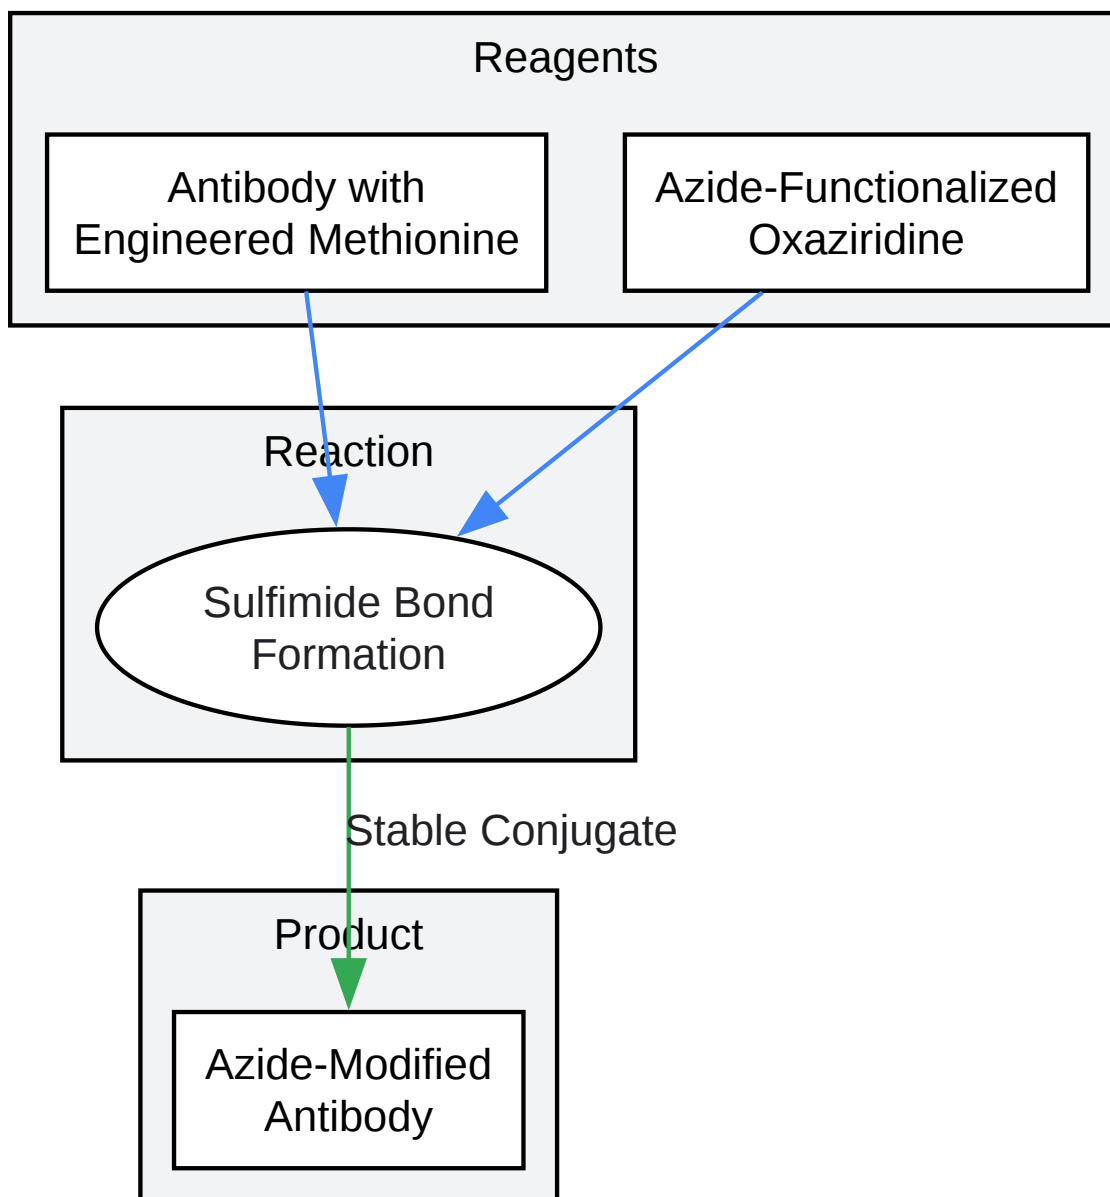 Reagents
Antibody with
Engineered Methionine
Azide-Functionalized
Oxaziridine
Reaction
Sulfimide Bond
Formation
Stable Conjugate
Product
Azide-Modified
Antibody